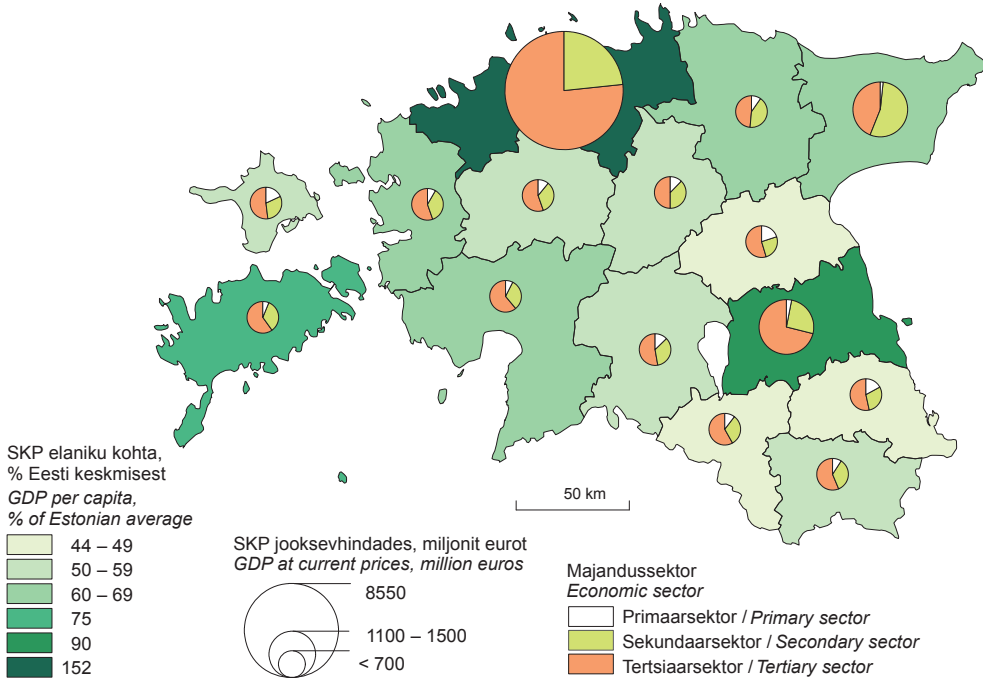 SKP elaniku kohta,
% Eesti keskmisest
GDP per capita,
% of Estonian average
44 – 49
50 – 59
60 – 69
75
90
152
50 km
SKP jooksevhindades, miljonit eurot
GDP at current prices, million euros
8550
1100 – 1500
< 700
Majandussektor
Economic sector
Primaarsektor / Primary sector
Sekundaarsektor / Secondary sector
Tertsiaarsektor / Tertiary sector